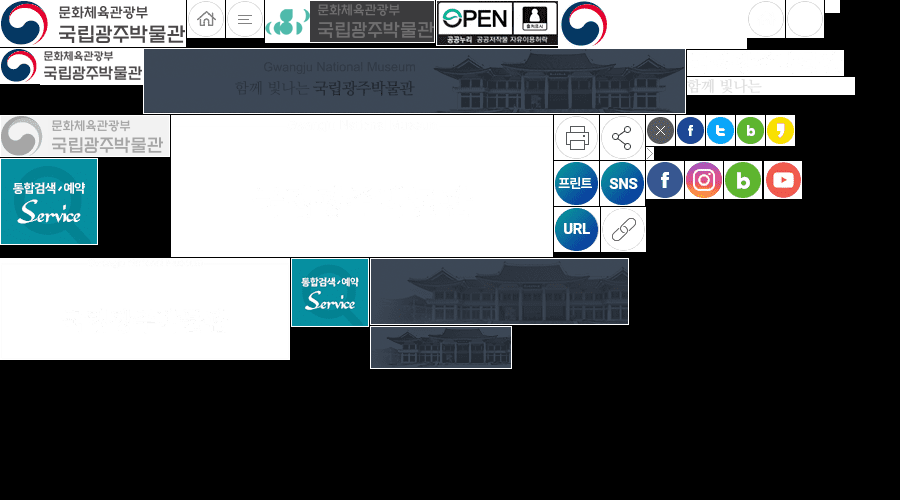 문화체육관광부
국립광주박물관
문화체육관광부
국립광주박물관
OPEN
공공누리 공공저작물 자유이용허락
문화체육관광부
국립광주박물관
Gwangju National Museum
함께 빛나는 국립광주박물관
함께 빛나는
문화체육관광부
국립광주박물관
통합검색·예약
Service
프린트
SNS
URL
통합검색·예약
Service